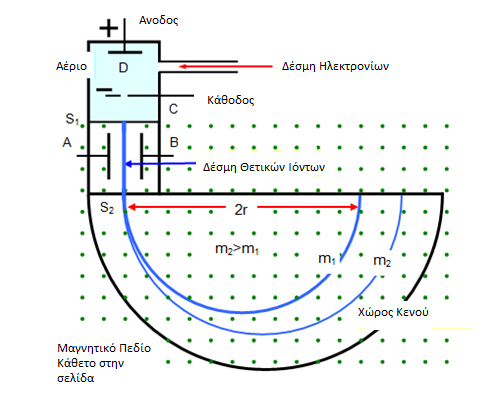 Ανοδος
+
Αέριο
D
Δέσμη Ηλεκτρονίων
Κάθοδος
C
S₁
A
B
Δέσμη Θετικών Ιόντων
S₂
2r
m₂>m₁
m₁
m₂
Χώρος Κενού
Μαγνητικό Πεδίο
Κάθετο στην
σελίδα